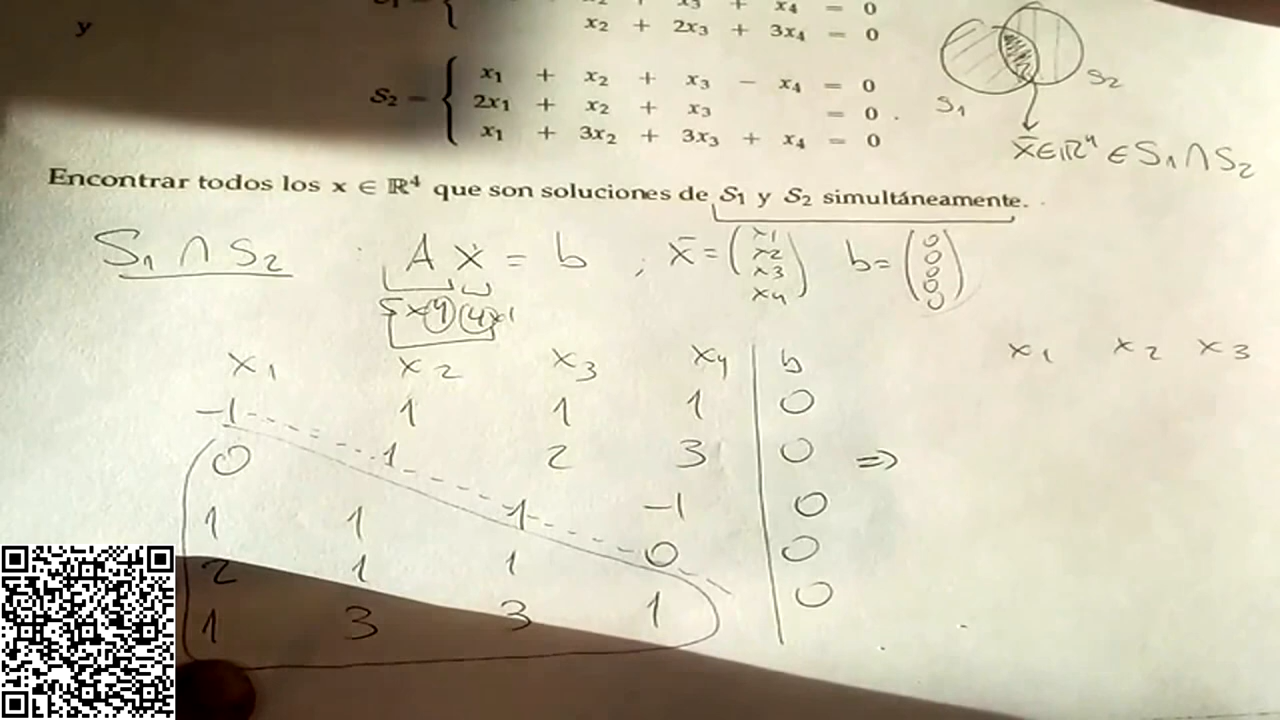 x₄ = 0
y
x₂ + 2x₃ + 3x₄ = 0
S₂ = { x₁ + x₂ + x₃ − x₄ = 0
2x₁ + x₂ + x₃ = 0 .
x₁ + 3x₂ + 3x₃ + x₄ = 0
S₁
S₂
x̄ ∈ ℝ⁴ ∈ S₁ ∩ S₂
Encontrar todos los x ∈ ℝ⁴ que son soluciones de S₁ y S₂ simultáneamente.
S₁ ∩ S₂ A x = b ; x̄ = (x₁ x₂ x₃ x₄) b = (0 0 0 0 0)
5x4 4x1
x₁ x₂ x₃ x₄ | b
x₁ x₂ x₃
-1 1 1 1 | 0
0 1 2 3 | 0 ⇒
1 1 1 -1 | 0
2 1 1 0 | 0
1 3 3 1 | 0